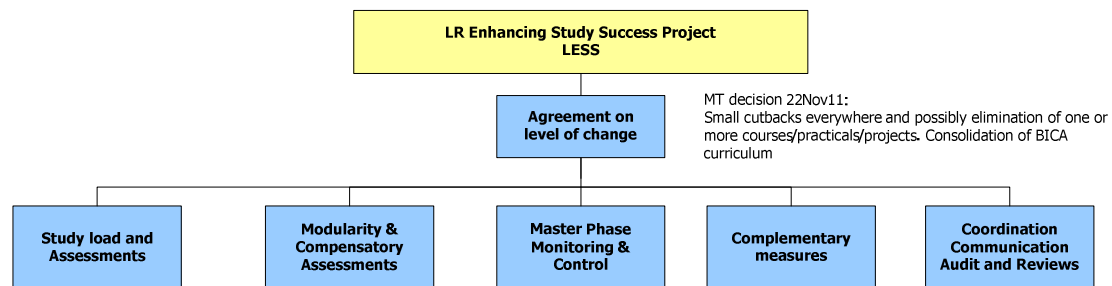 LR Enhancing Study Success Project
LESS
Agreement on
level of change
MT decision 22Nov11:
Small cutbacks everywhere and possibly elimination of one or
more courses/practicals/projects. Consolidation of BICA
curriculum
Study load and
Assessments
Modularity &
Compensatory
Assessments
Master Phase
Monitoring &
Control
Complementary
measures
Coordination
Communication
Audit and Reviews